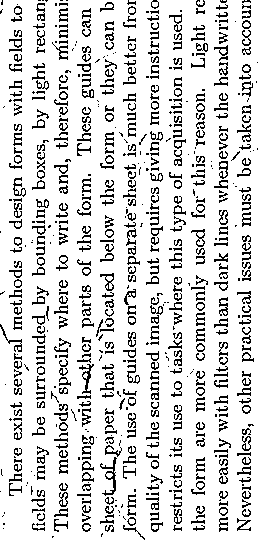 There exist several methods to design forms with fields to
fields may be surrounded by bounding boxes, by light rectang
These methods specify where to write and, therefore, minimi
overlapping with other parts of the form. These guides can
sheet of paper that is located below the form or they can b
form. The use of guides on a separate sheet is much better fro
quality of the scanned image, but requires giving more instructio
restricts its use to tasks where this type of acquisition is used.
the form are more commonly used for this reason. Light re
more easily with filters than dark lines whenever the handwritte
Nevertheless, other practical issues must be taken into accoun